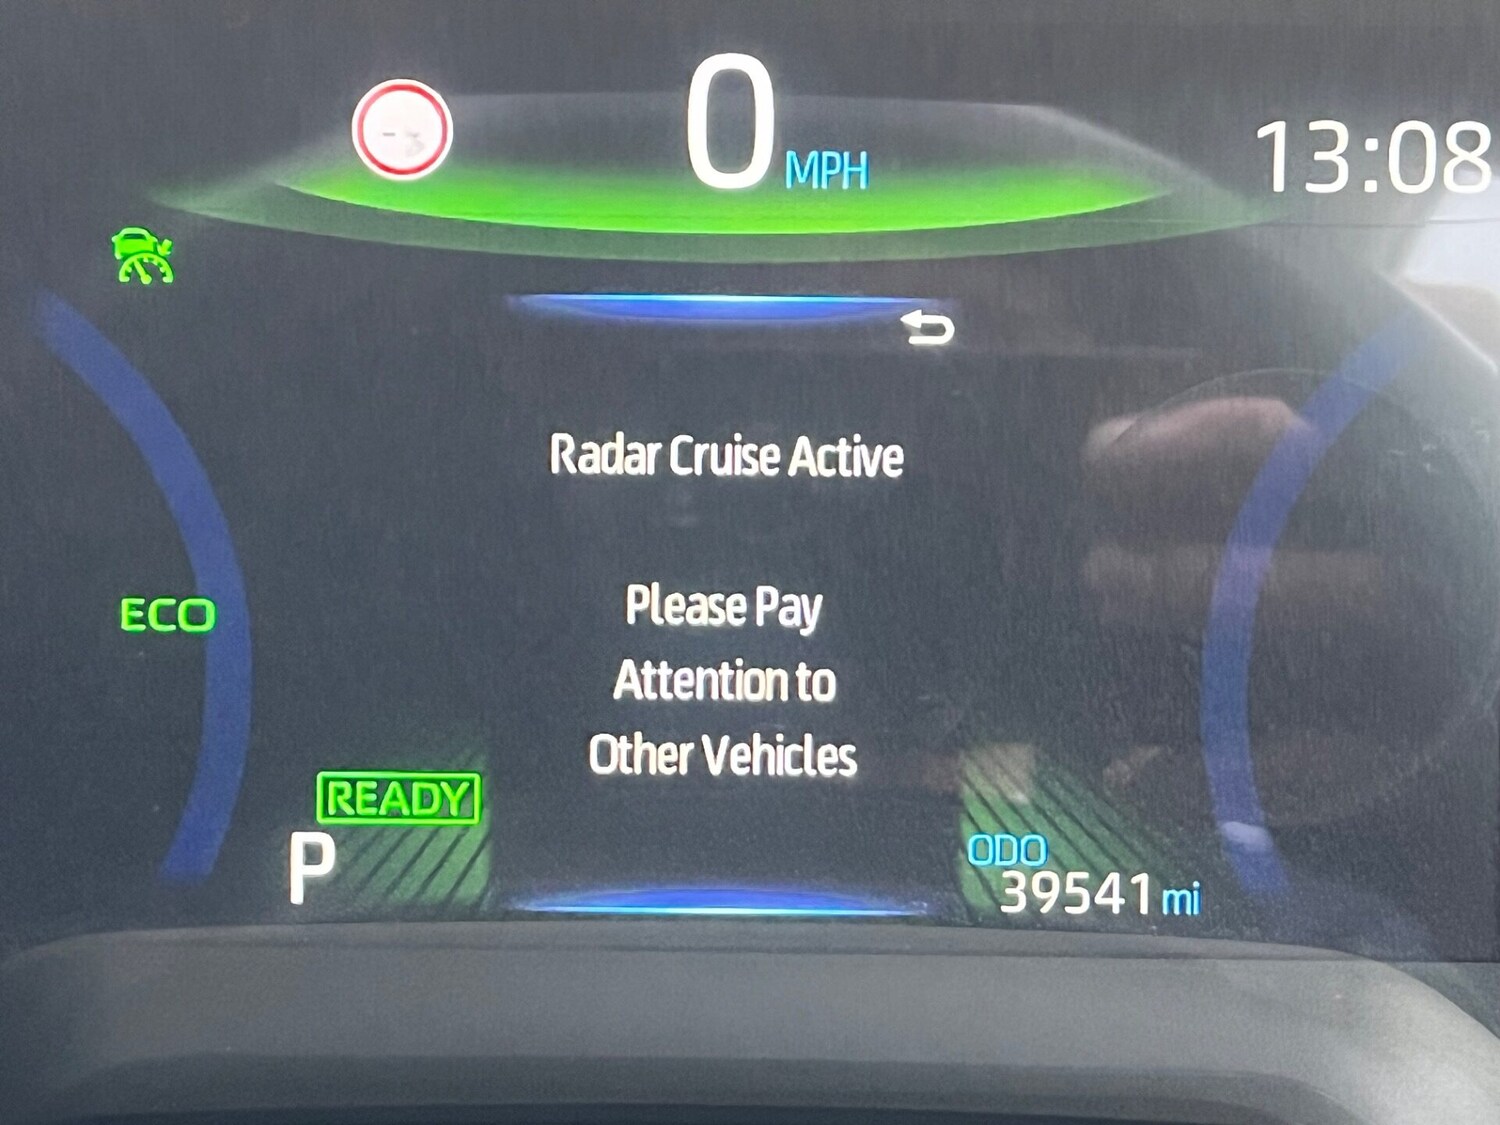 0 MPH
13:08
Radar Cruise Active
Please Pay
Attention to
Other Vehicles
ECO
READY
P
ODO
39541 mi